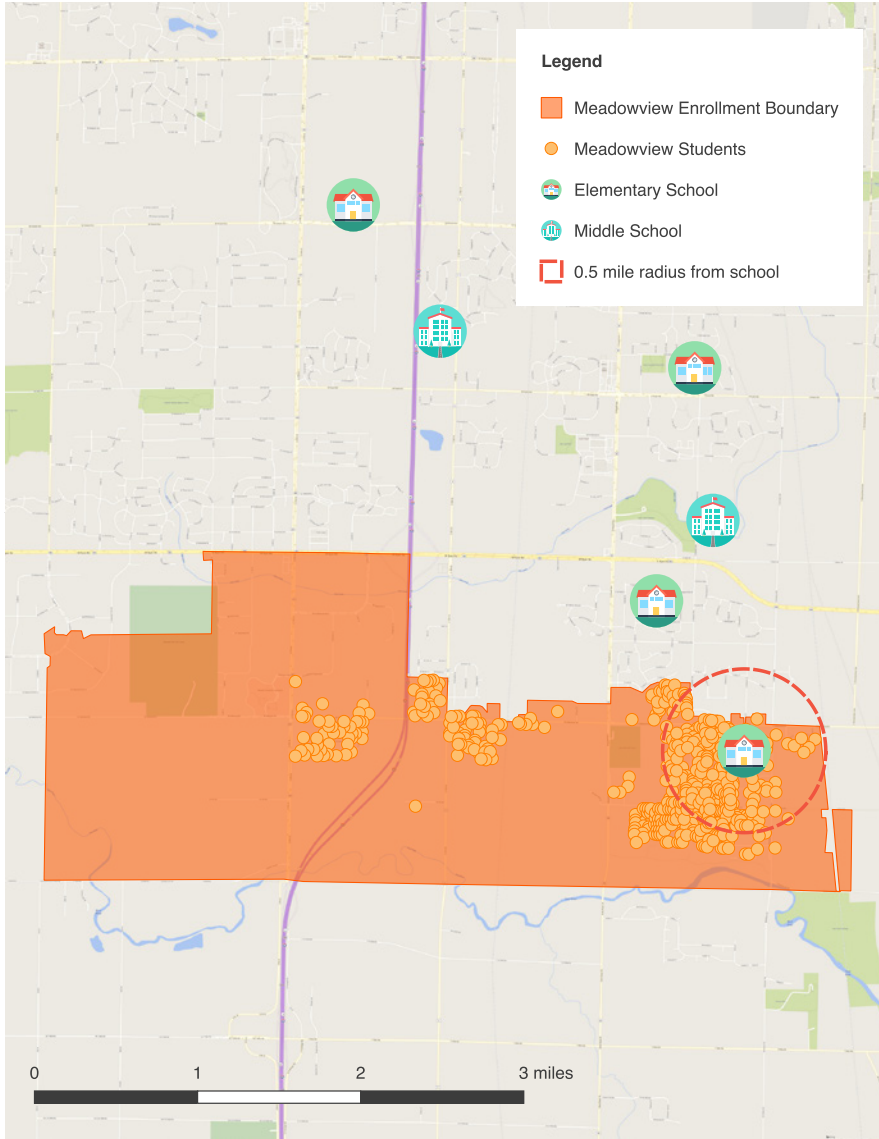 Legend
Meadowview Enrollment Boundary
Meadowview Students
Elementary School
Middle School
0.5 mile radius from school
0 1 2 3 miles